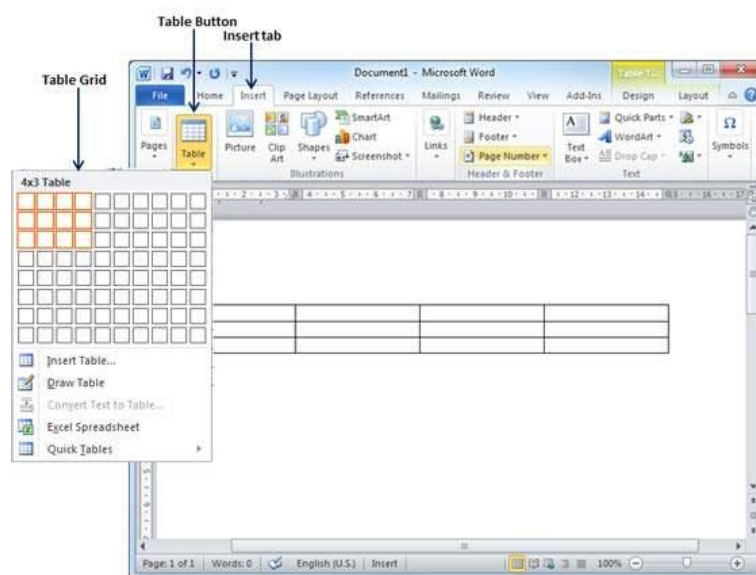 Table Button
Insert tab
Table Grid
Document1 - Microsoft Word
Table T...
File Home Insert Page Layout References Mailings Review View Add-Ins Design Layout
Pages
Table
Picture
Clip Art
Shapes
SmartArt
Chart
Screenshot
Illustrations
Links
Header
Footer
Page Number
Header & Footer
Text Box
Quick Parts
WordArt
Drop Cap
Text
Symbols
4x3 Table
Insert Table...
Draw Table
Convert Text to Table...
Excel Spreadsheet
Quick Tables
Page: 1 of 1 Words: 0 English (U.S.) Insert 100%